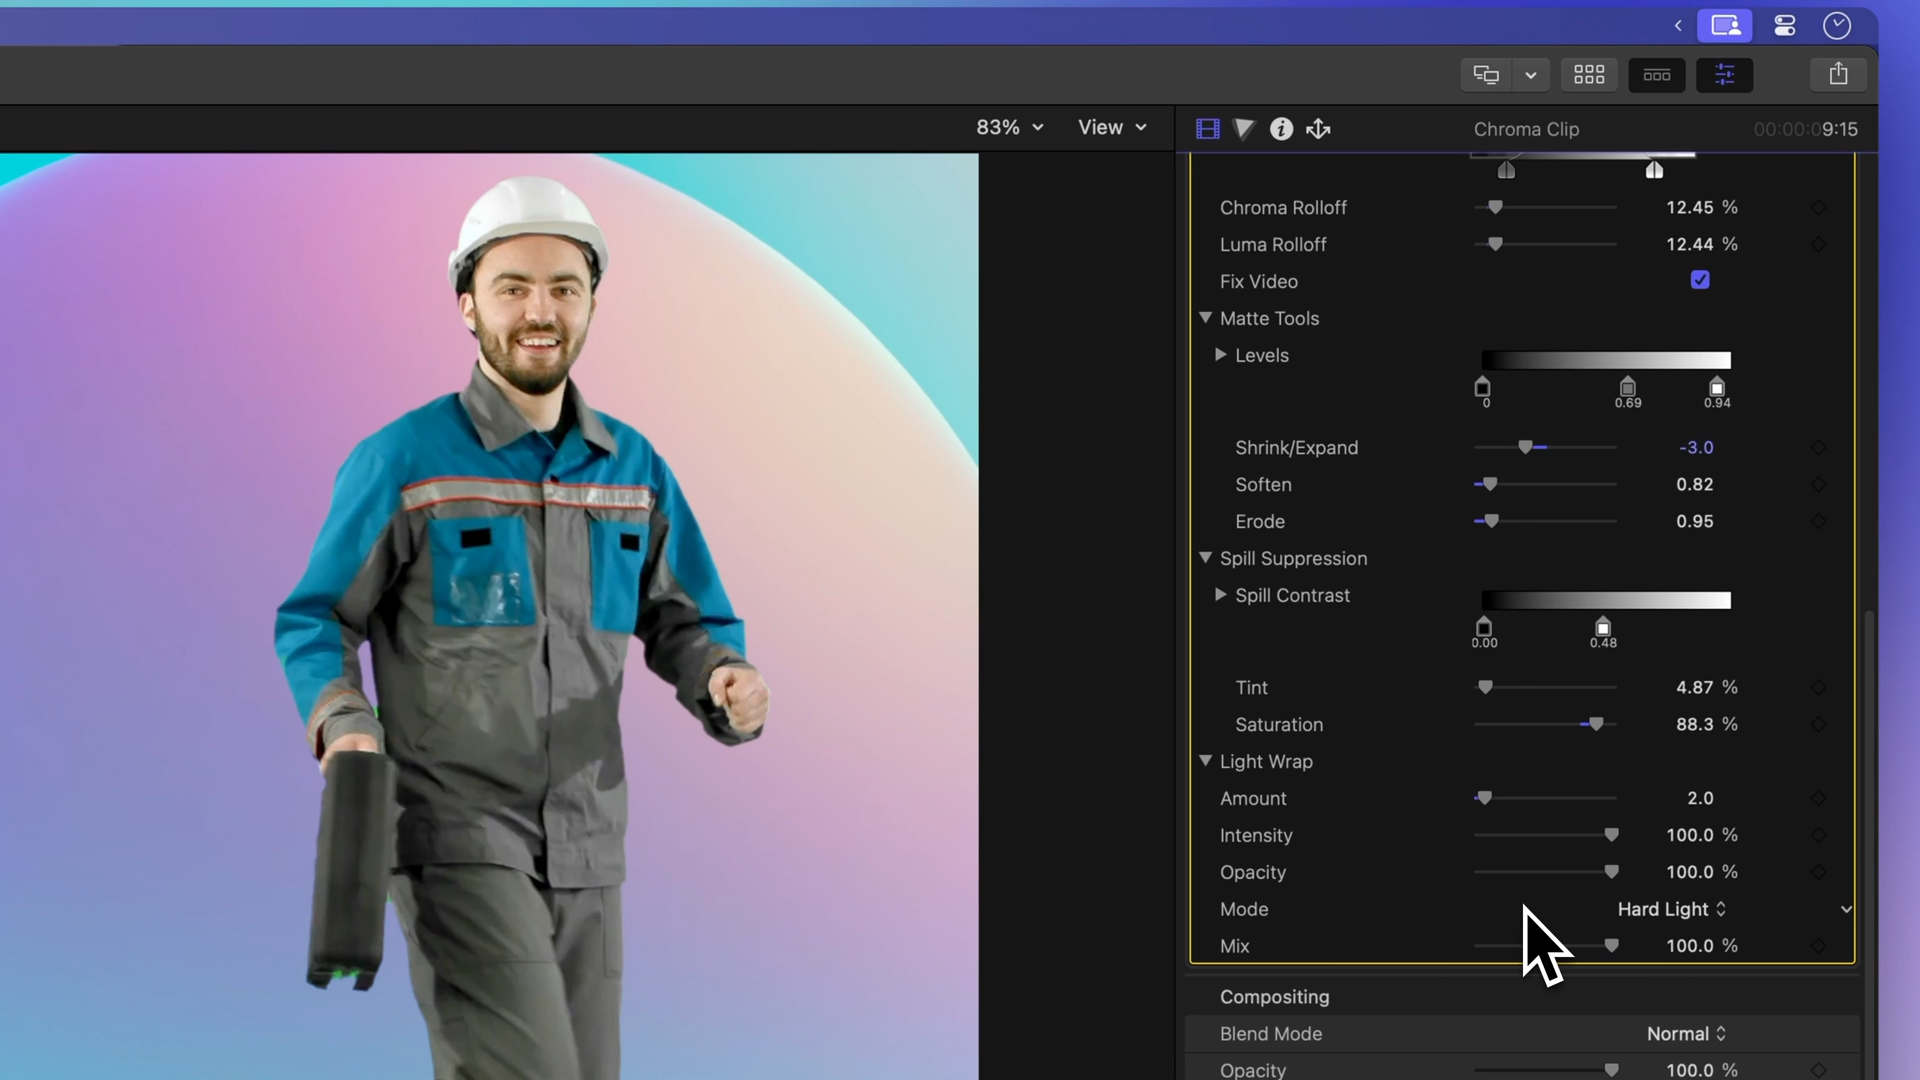 83%
View
Chroma Clip
00:00:09:15
Chroma Rolloff 12.45 %
Luma Rolloff 12.44 %
Fix Video
Matte Tools
Levels
0 0.69 0.94
Shrink/Expand -3.0
Soften 0.82
Erode 0.95
Spill Suppression
Spill Contrast
0.00 0.48
Tint 4.87 %
Saturation 88.3 %
Light Wrap
Amount 2.0
Intensity 100.0 %
Opacity 100.0 %
Mode Hard Light
Mix 100.0 %
Compositing
Blend Mode Normal
Opacity 100.0 %